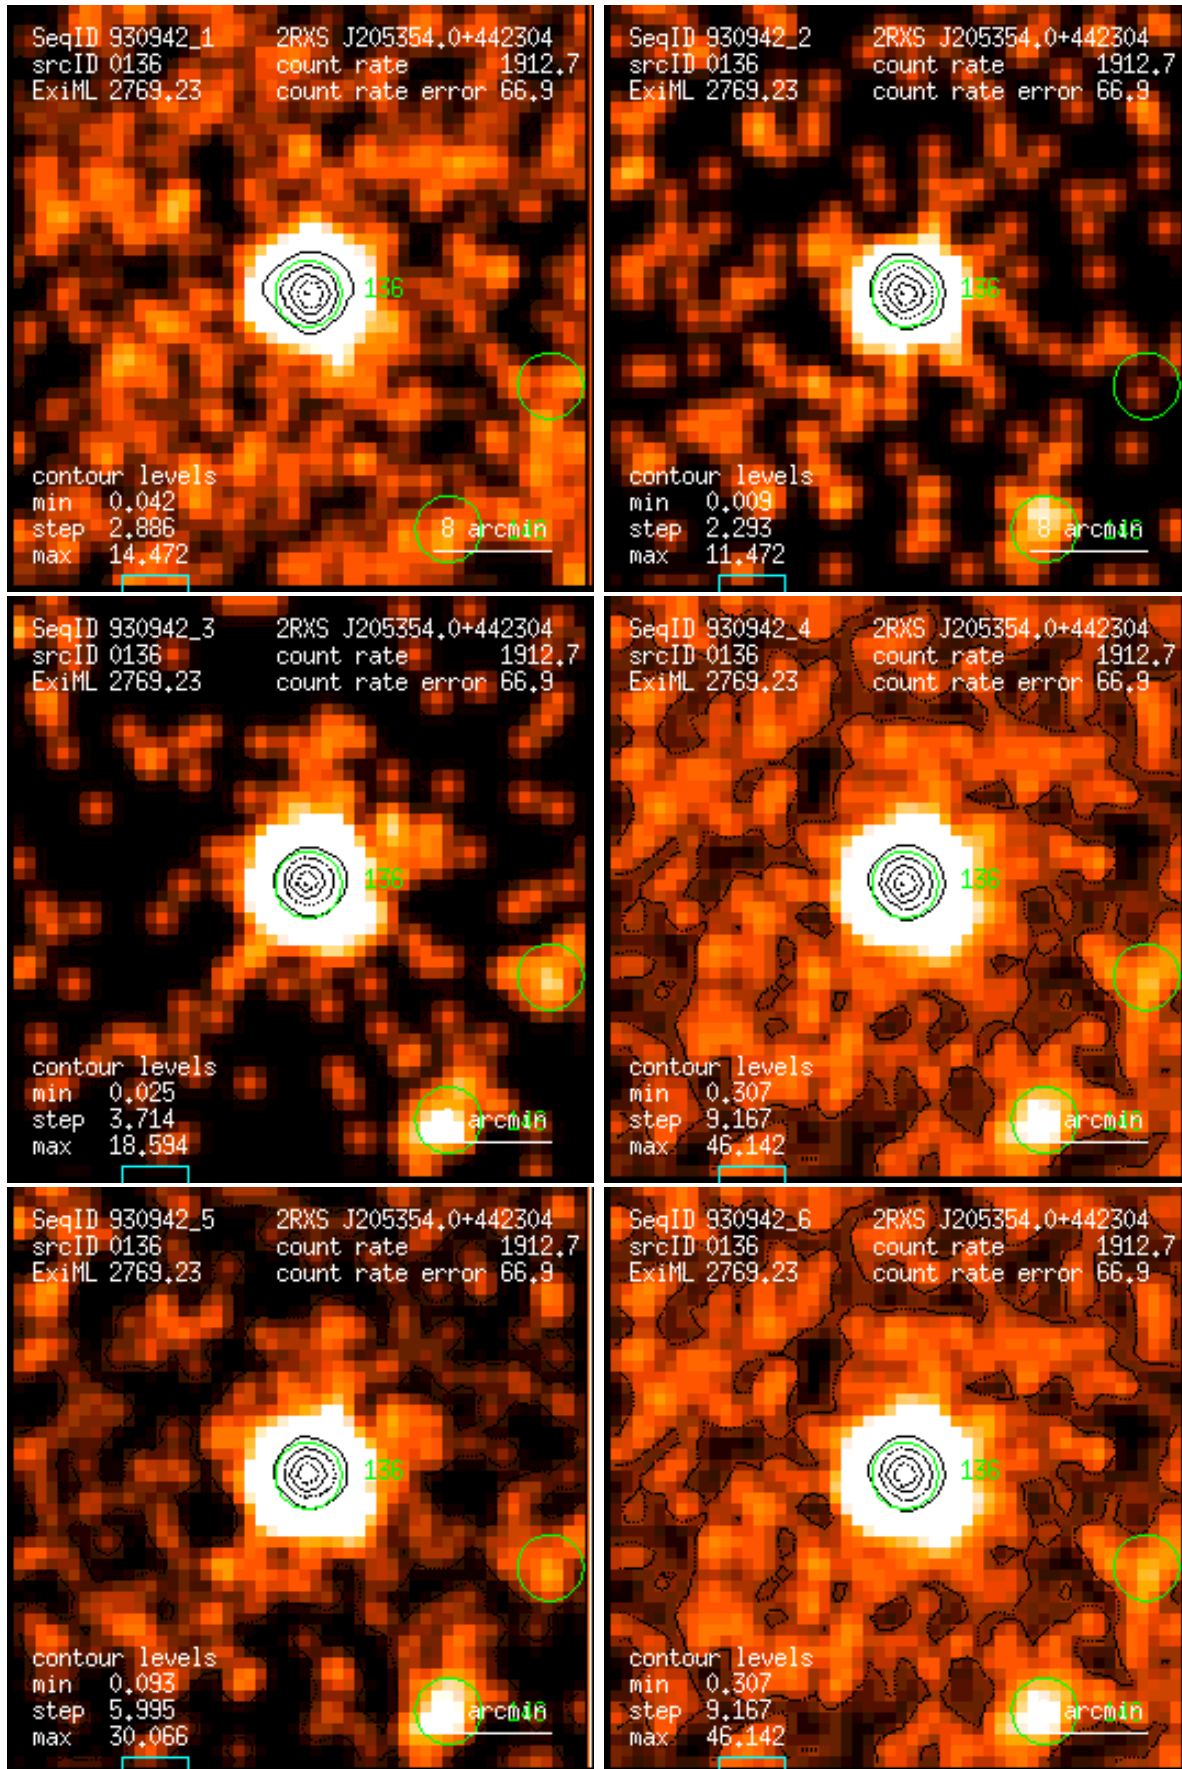 SeqID 930942_1 2RXS J205354.0+442304
srcID 0136 count rate 1912.7
ExiML 2769.23 count rate error 66.9
136
contour levels
min 0.042
step 2.886 8 arcmin
max 14.472
SeqID 930942_2 2RXS J205354.0+442304
srcID 0136 count rate 1912.7
ExiML 2769.23 count rate error 66.9
136
contour levels
min 0.009
step 2.293 8 arcmin
max 11.472
SeqID 930942_3 2RXS J205354.0+442304
srcID 0136 count rate 1912.7
ExiML 2769.23 count rate error 66.9
136
contour levels
min 0.025
step 3.714 arcmin
max 18.594
SeqID 930942_4 2RXS J205354.0+442304
srcID 0136 count rate 1912.7
ExiML 2769.23 count rate error 66.9
136
contour levels
min 0.307
step 9.167 arcmin
max 46.142
SeqID 930942_5 2RXS J205354.0+442304
srcID 0136 count rate 1912.7
ExiML 2769.23 count rate error 66.9
136
contour levels
min 0.093
step 5.995 arcmin
max 30.066
SeqID 930942_6 2RXS J205354.0+442304
srcID 0136 count rate 1912.7
ExiML 2769.23 count rate error 66.9
136
contour levels
min 0.307
step 9.167 arcmin
max 46.142